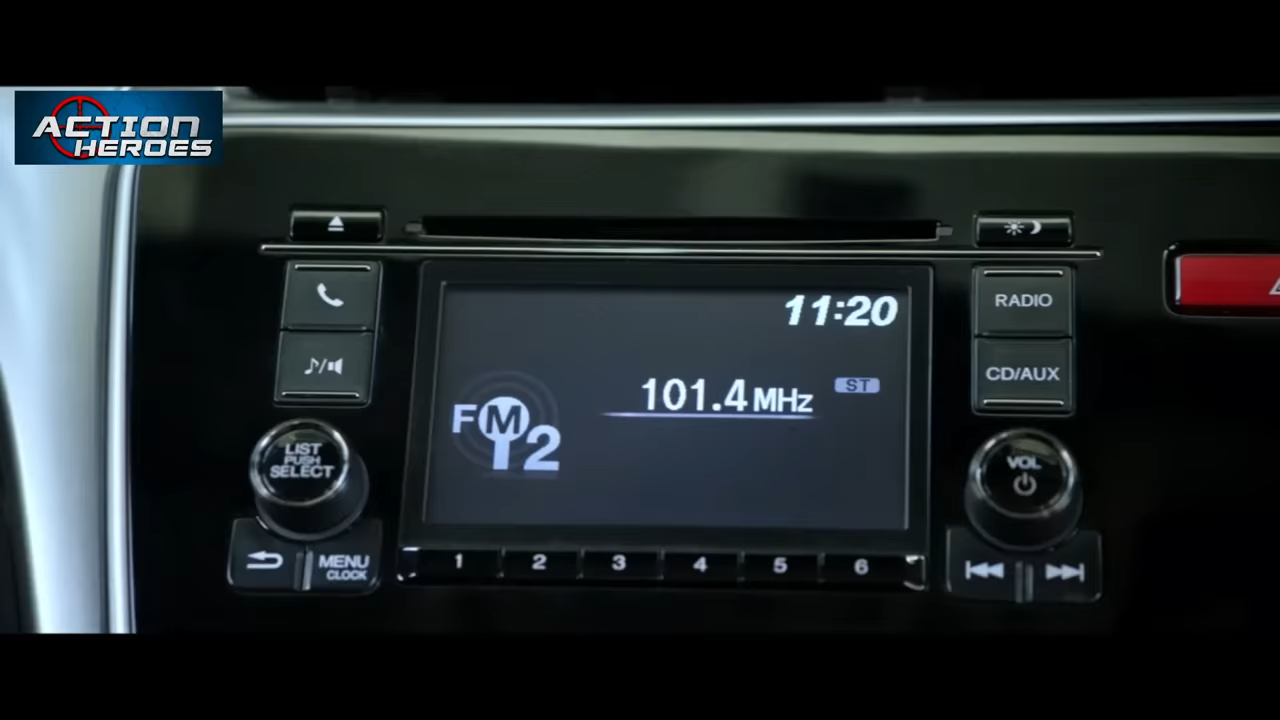 ACTION
HEROES
11:20
RADIO
101.4 MHz
ST
CD/AUX
FM
2
LIST
PUSH
SELECT
VOL
MENU
CLOCK
1 2 3 4 5 6